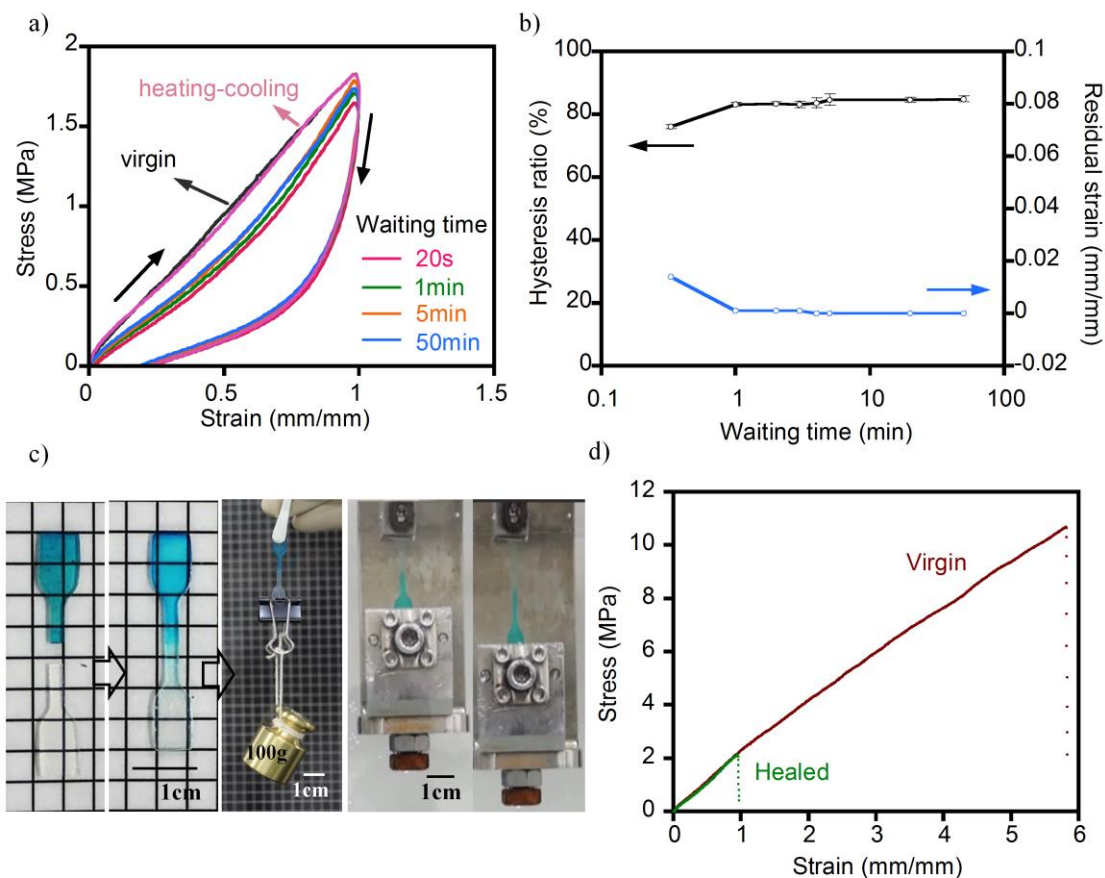 a)
Stress (MPa)
2
1.5
1
0.5
0
0
0.5
1
1.5
Strain (mm/mm)
heating-cooling
virgin
Waiting time
20s
1min
5min
50min
b)
Hysteresis ratio (%)
100
80
60
40
20
0
0.1
1
10
100
Waiting time (min)
0.1
0.08
0.06
0.04
0.02
0
-0.02
Residual strain (mm/mm)
c)
1cm
100g
1cm
1cm
d)
Stress (MPa)
12
10
8
6
4
2
0
0
1
2
3
4
5
6
Strain (mm/mm)
Virgin
Healed